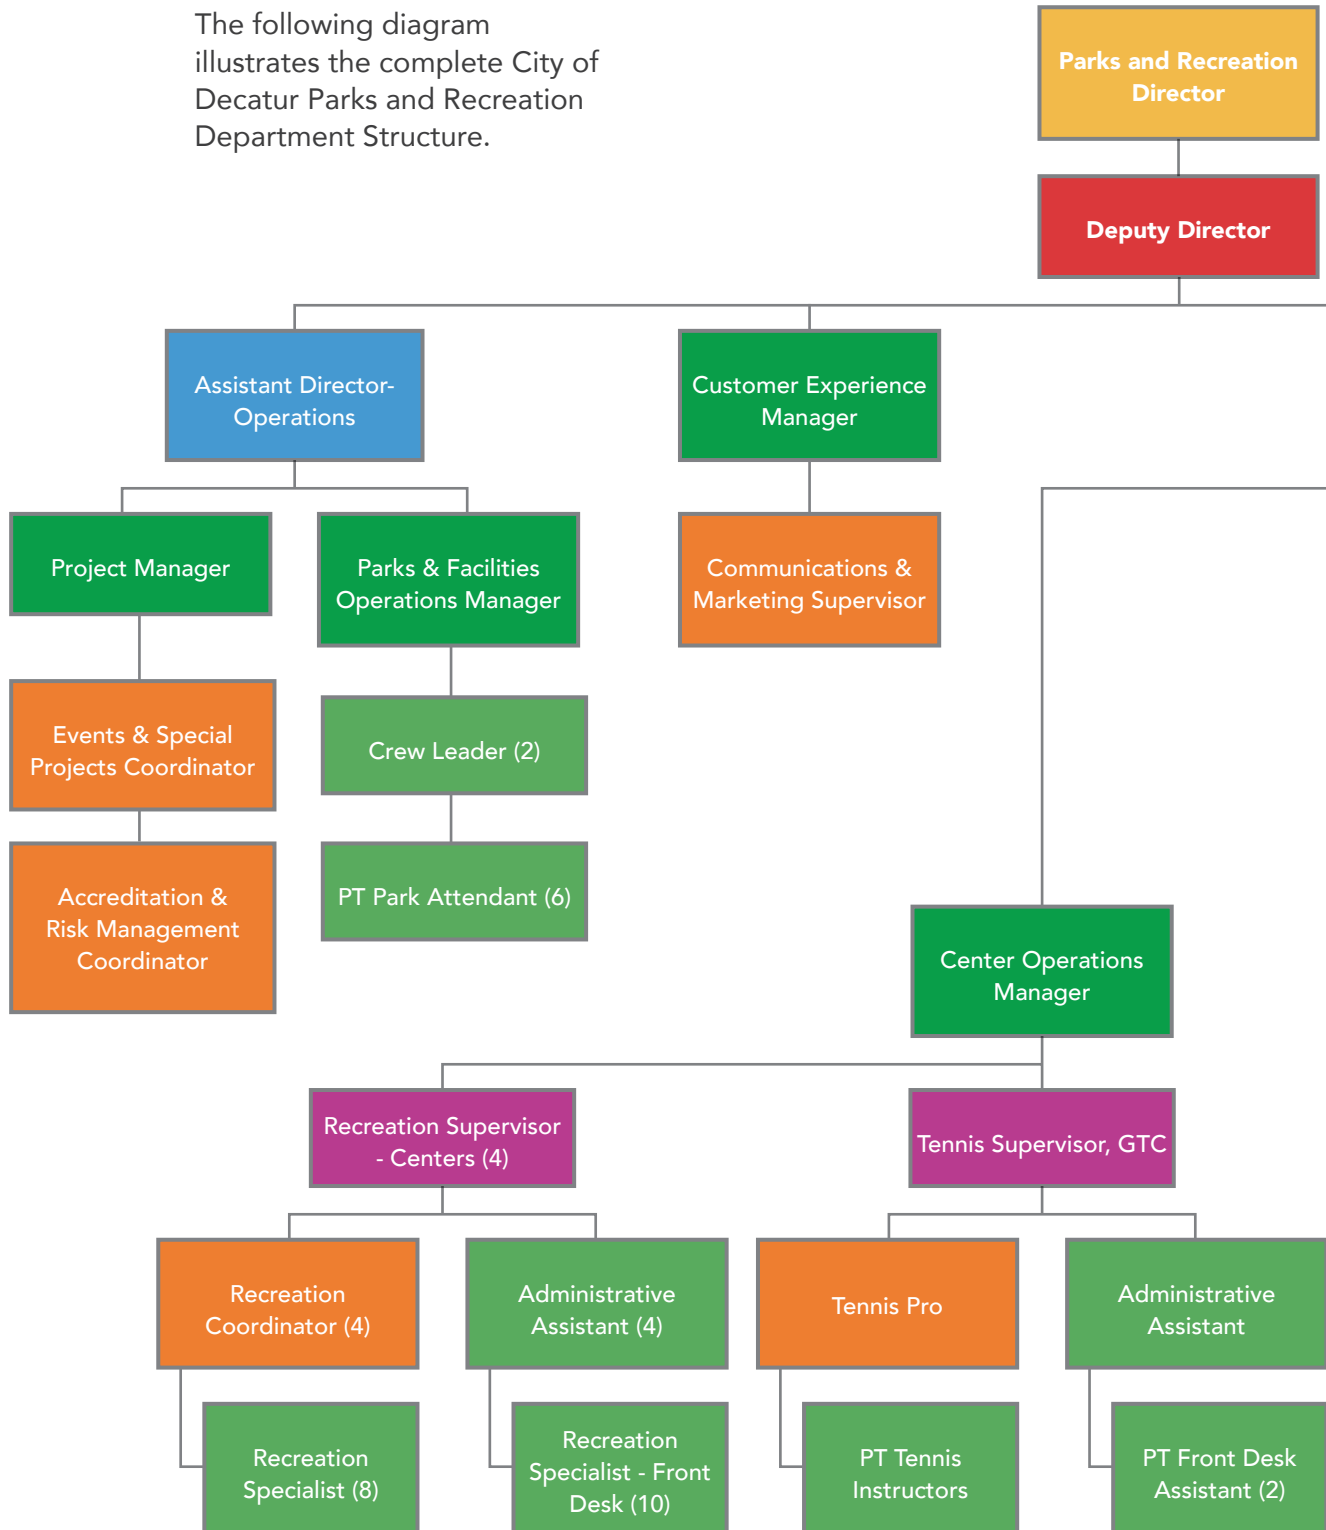 The following diagram
illustrates the complete City of
Decatur Parks and Recreation
Department Structure.
Parks and Recreation
Director
Deputy Director
Assistant Director-
Operations
Customer Experience
Manager
Project Manager
Parks & Facilities
Operations Manager
Communications &
Marketing Supervisor
Events & Special
Projects Coordinator
Crew Leader (2)
Accreditation &
Risk Management
Coordinator
PT Park Attendant (6)
Center Operations
Manager
Recreation Supervisor
- Centers (4)
Tennis Supervisor, GTC
Recreation
Coordinator (4)
Administrative
Assistant (4)
Tennis Pro
Administrative
Assistant
Recreation
Specialist (8)
Recreation
Specialist - Front
Desk (10)
PT Tennis
Instructors
PT Front Desk
Assistant (2)